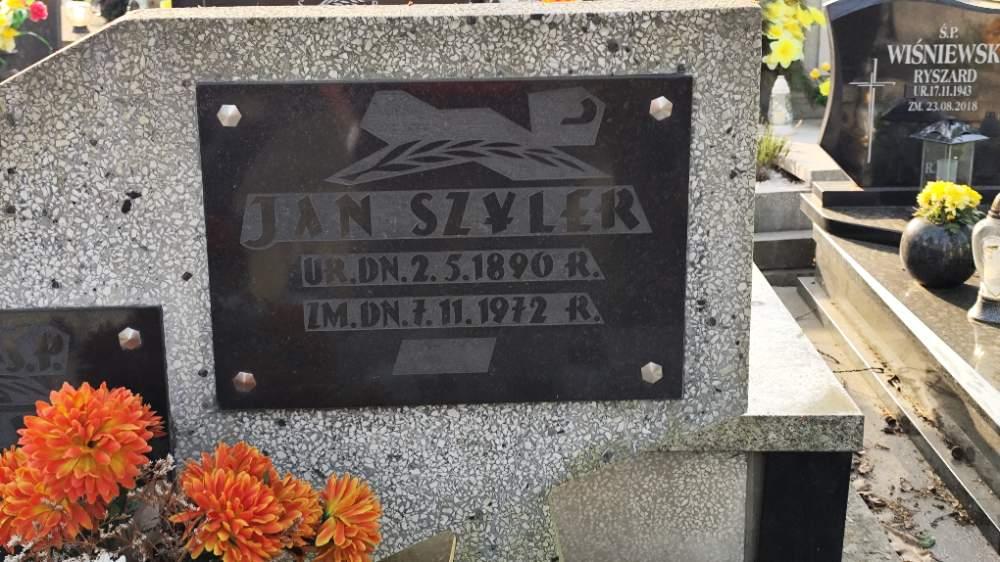 JAN SZYLER
UR.DN.2.5.1890 R.
ZM.DN.7.11.1972 R.
Ś.P.
Ś.P.
WIŚNIEWSK
RYSZARD
UR.17.11.1943
ZM. 23.08.2018